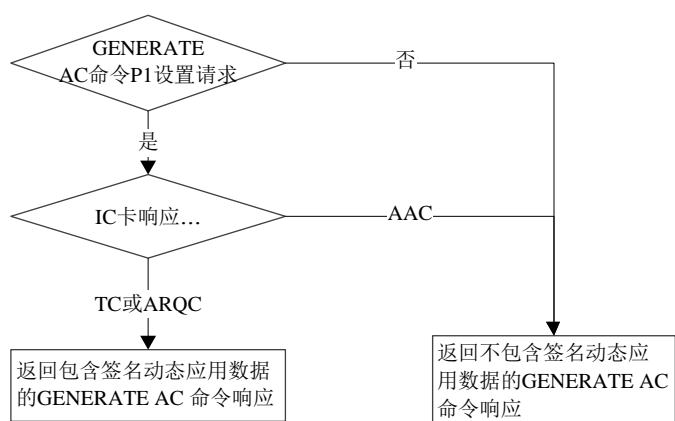 GENERATE
AC命令P1设置请求
否
是
IC卡响应...
AAC
TC或ARQC
返回包含签名动态应用数据
的GENERATE AC 命令响应
返回不包含签名动态应
用数据的GENERATE AC
命令响应